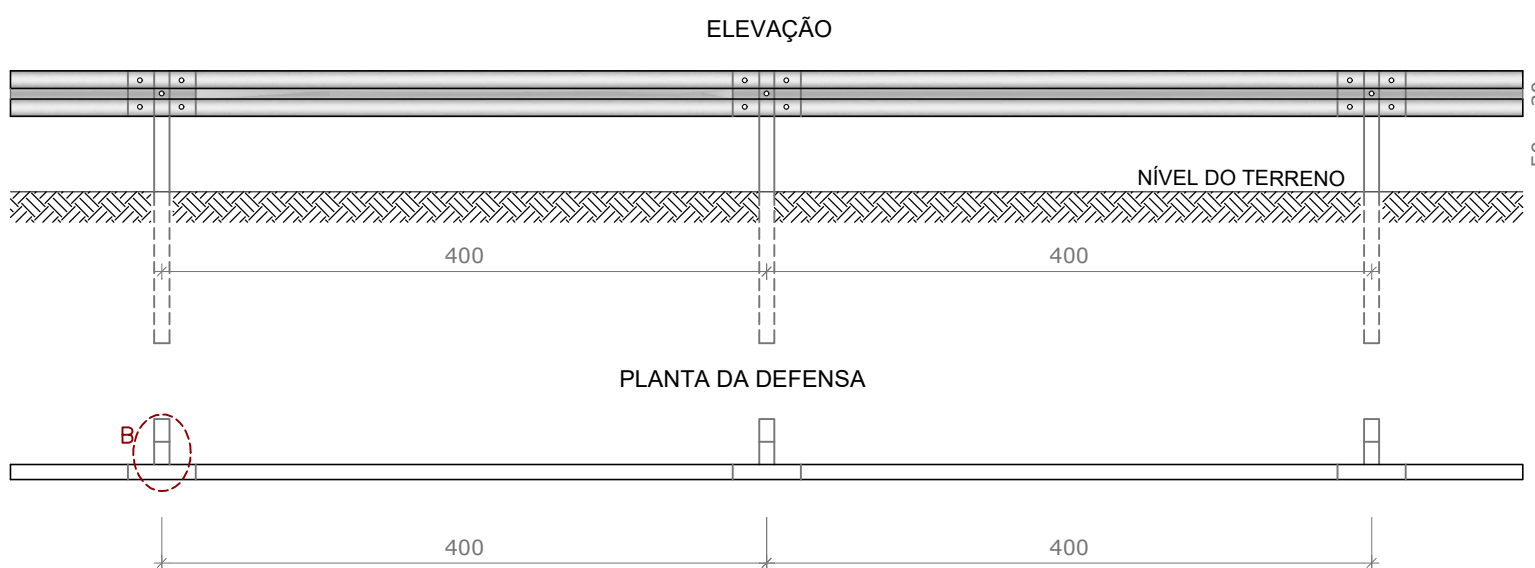 ELEVAÇÃO
NÍVEL DO TERRENO
400 400
PLANTA DA DEFENSA
B
400 400